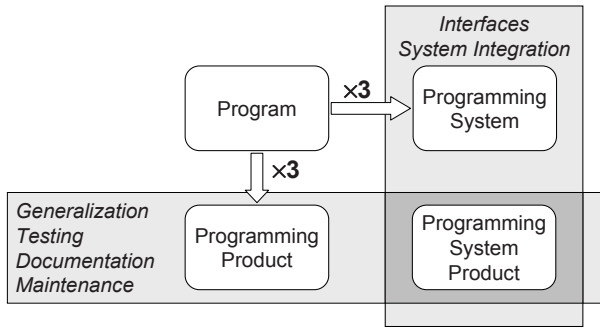 Interfaces
System Integration
Program
×3
Programming
System
×3
Generalization
Testing
Documentation
Maintenance
Programming
Product
Programming
System
Product